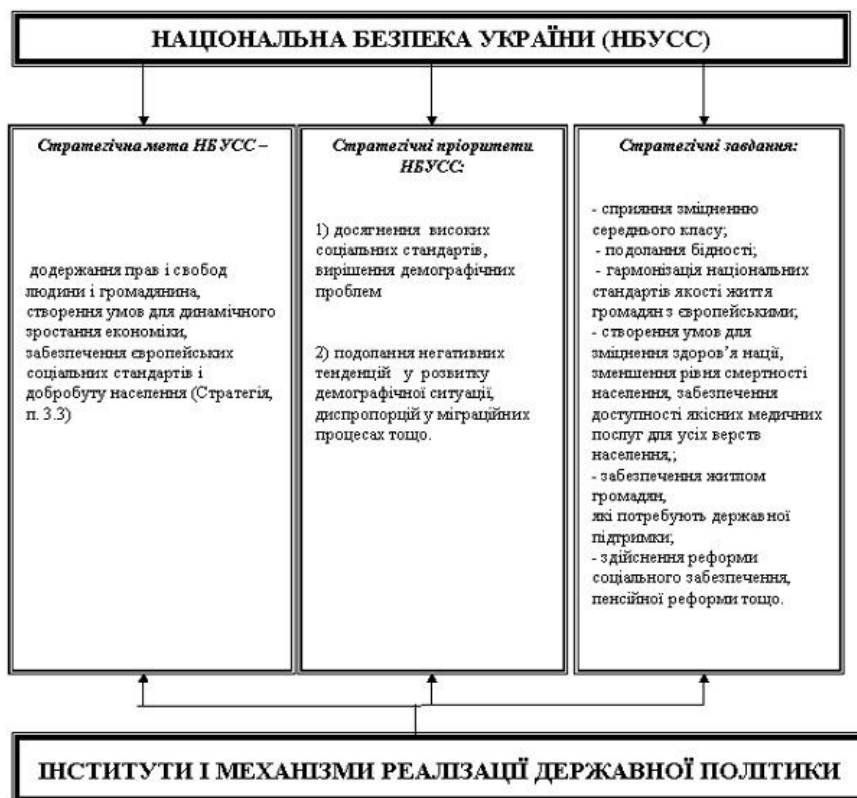 НАЦІОНАЛЬНА БЕЗПЕКА УКРАЇНИ (НБУСС)
Стратегічна мета НБУСС –
додержання прав і свобод
людини і громадянина,
створення умов для динамічного
зростання економіки,
забезпечення європейських
соціальних стандартів і
добробуту населення (Стратегія,
п. 3.3)
Стратегічні пріоритети
НБУСС:
1) досягнення високих
соціальних стандартів,
вирішення демографічних
проблем
2) подолання негативних
тенденцій у розвитку
демографічної ситуації,
диспропорцій у міграційних
процесах тощо.
Стратегічні завдання:
- сприяння зміцненню
середнього класу;
- подолання бідності;
- гармонізація національних
стандартів якості життя
громадян з європейськими;
- створення умов для
зміцнення здоров’я нації,
зменшення рівня смертності
населення, забезпечення
доступності якісних медичних
послуг для усіх верств
населення,;
- забезпечення житлом
громадян,
які потребують державної
підтримки;
- здійснення реформи
соціального забезпечення,
пенсійної реформи тощо.
ІНСТИТУТИ І МЕХАНІЗМИ РЕАЛІЗАЦІЇ ДЕРЖАВНОЇ ПОЛІТИКИ